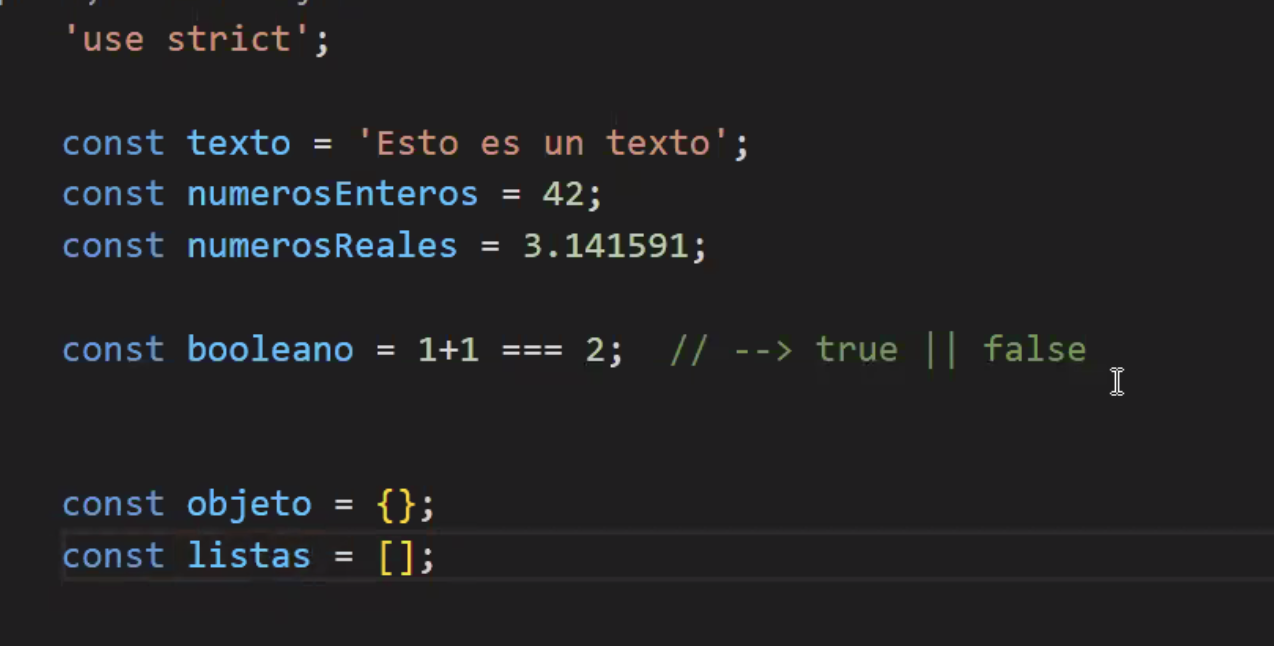 'use strict';
const texto = 'Esto es un texto';
const numerosEnteros = 42;
const numerosReales = 3.141591;
const booleano = 1+1 === 2;  // --> true || false
const objeto = {};
const listas = [];